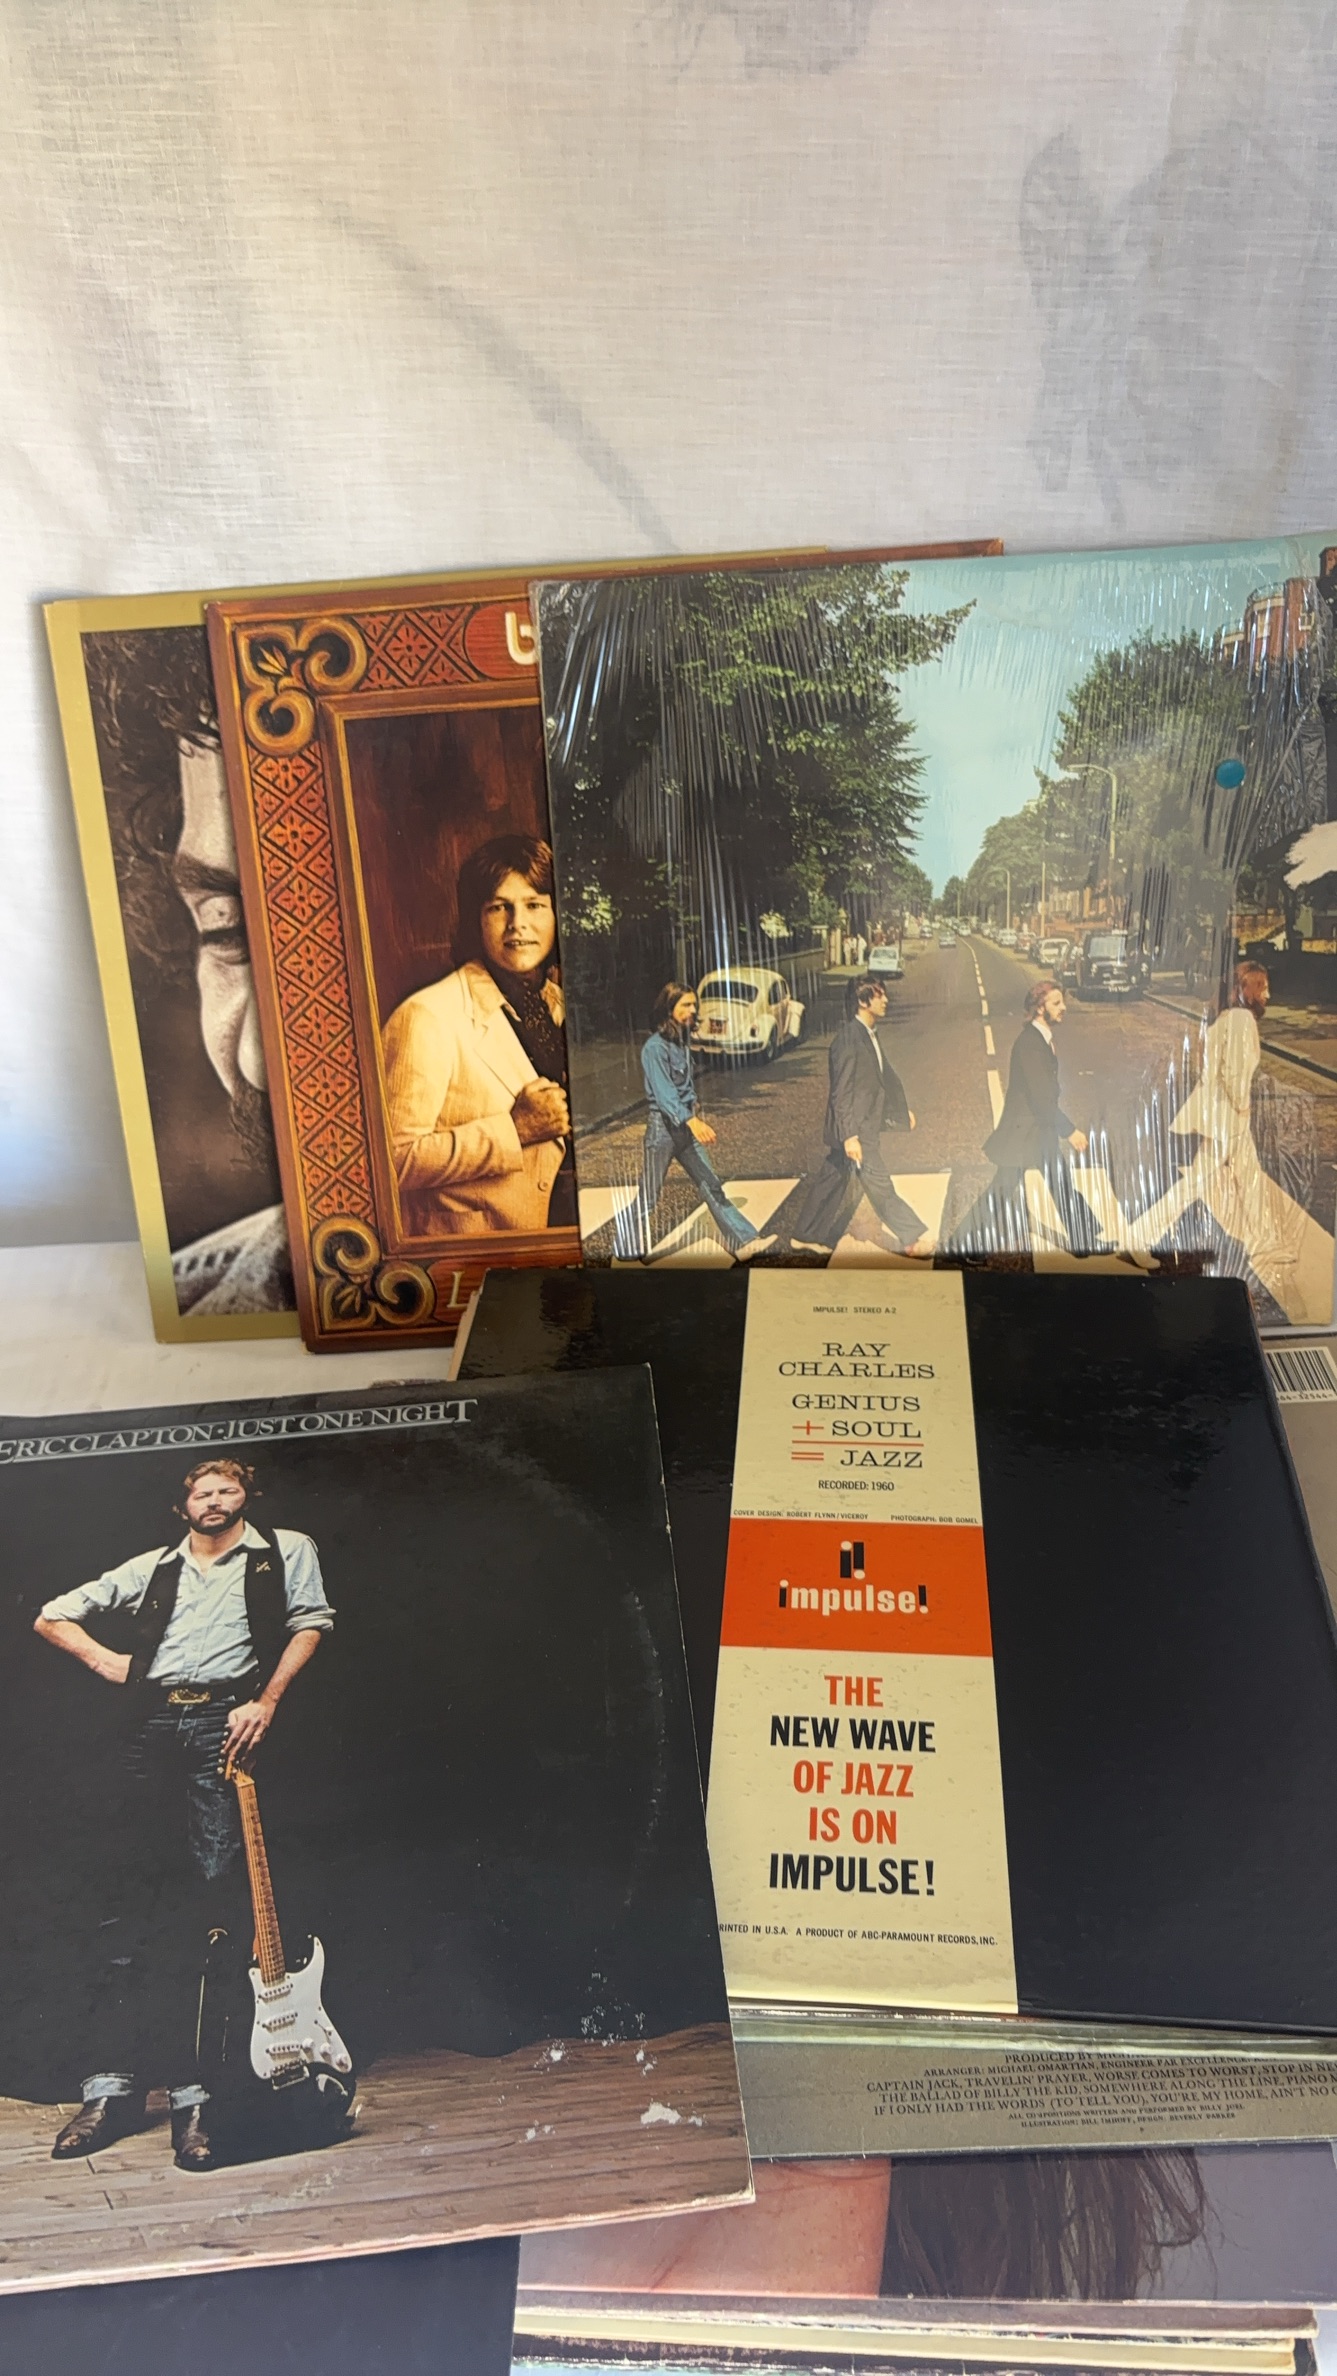 ERIC CLAPTON·JUST ONE NIGHT
IMPULSE! STEREO A-2
RAY
CHARLES
GENIUS
+ SOUL
= JAZZ
RECORDED: 1960
COVER DESIGN: ROBERT FLYNN/VICEROY PHOTOGRAPH: BOB GOMEL
i!
impulse!
THE
NEW WAVE
OF JAZZ
IS ON
IMPULSE!
PRINTED IN U.S.A. A PRODUCT OF ABC-PARAMOUNT RECORDS, INC.
PRODUCED BY
ARRANGER: MICHAEL OMARTIAN, ENGINEER PAR EXCELLENCE:
CAPTAIN JACK, TRAVELIN' PRAYER, WORSE COMES TO WORST, STOP IN
THE BALLAD OF BILLY THE KID, SOMEWHERE ALONG THE LINE, PIANO
IF I ONLY HAD THE WORDS (TO TELL YOU), YOU'RE MY HOME, AIN'T NO
ALL COMPOSITIONS WRITTEN AND PERFORMED BY BILLY JOEL
ILLUSTRATION: BILL IMHOFF, DESIGN: BEVERLY PARKER